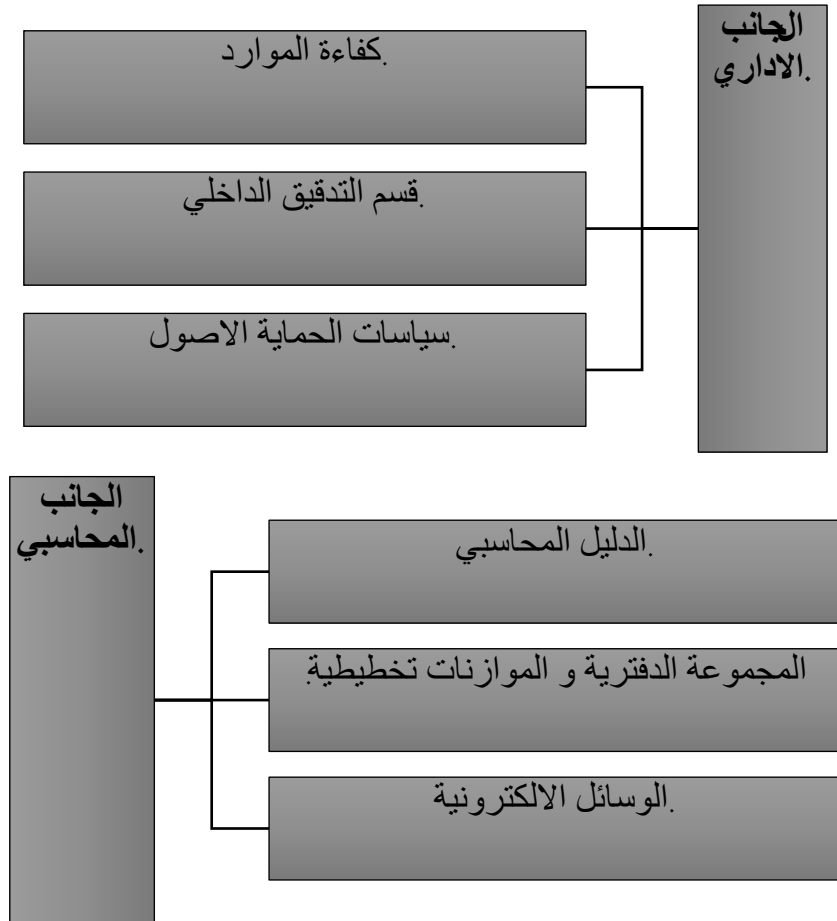 الجانب
الاداري.
كفاءة الموارد.
قسم التدقيق الداخلي.
سياسات الحماية الاصول.
الجانب
المحاسبي.
الدليل المحاسبي.
المجموعة الدفترية و الموازنات تخطيطية.
الوسائل الالكترونية.